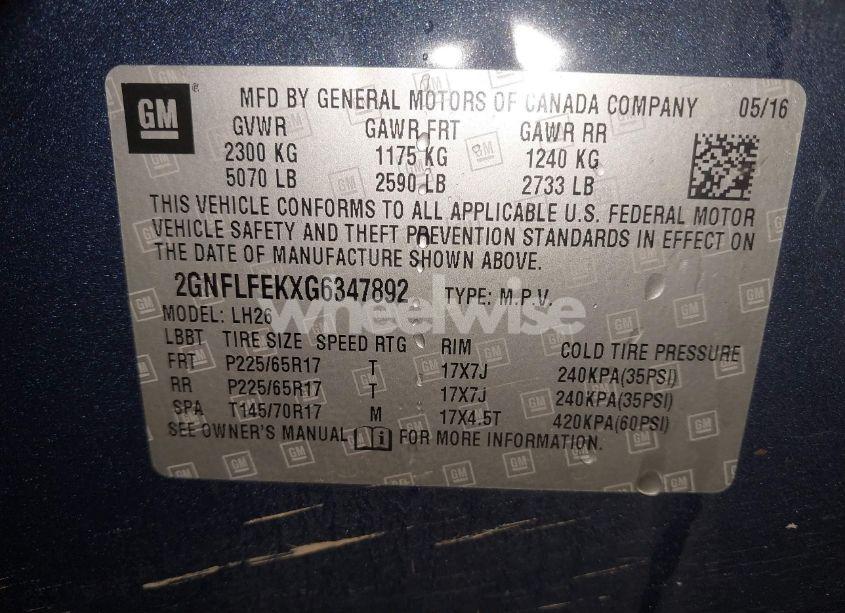 GM ® MFD BY GENERAL MOTORS OF CANADA COMPANY 05/16
GVWR GAWR FRT GAWR RR
2300 KG 1175 KG 1240 KG
5070 LB 2590 LB 2733 LB
THIS VEHICLE CONFORMS TO ALL APPLICABLE U.S. FEDERAL MOTOR
VEHICLE SAFETY AND THEFT PREVENTION STANDARDS IN EFFECT ON
THE DATE OF MANUFACTURE SHOWN ABOVE.
2GNFLFEKXG6347892 TYPE: M.P.V.
wheelwise
MODEL: LH26
LBBT TIRE SIZE SPEED RTG RIM COLD TIRE PRESSURE
FRT P225/65R17 T 17X7J 240KPA(35PSI)
RR P225/65R17 T 17X7J 240KPA(35PSI)
SPA T145/70R17 M 17X4.5T 420KPA(60PSI)
SEE OWNER'S MANUAL i FOR MORE INFORMATION.